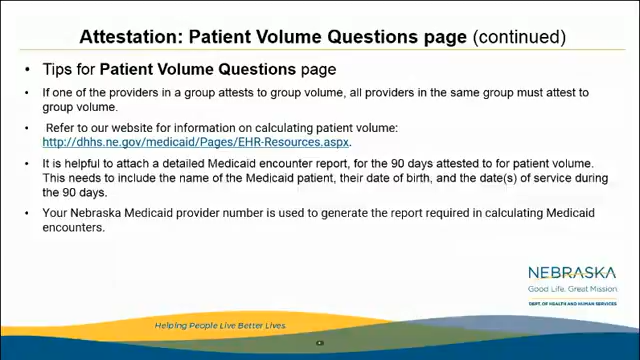 Attestation: Patient Volume Questions page (continued)
• Tips for Patient Volume Questions page
• If one of the providers in a group attests to group volume, all providers in the same group must attest to
group volume.
• Refer to our website for information on calculating patient volume:
http://dhhs.ne.gov/medicaid/Pages/EHR-Resources.aspx.
• It is helpful to attach a detailed Medicaid encounter report, for the 90 days attested to for patient volume.
This needs to include the name of the Medicaid patient, their date of birth, and the date(s) of service during
the 90 days.
• Your Nebraska Medicaid provider number is used to generate the report required in calculating Medicaid
encounters.
NEBRASKA
Good Life. Great Mission.
DEPT. OF HEALTH AND HUMAN SERVICES
Helping People Live Better Lives.